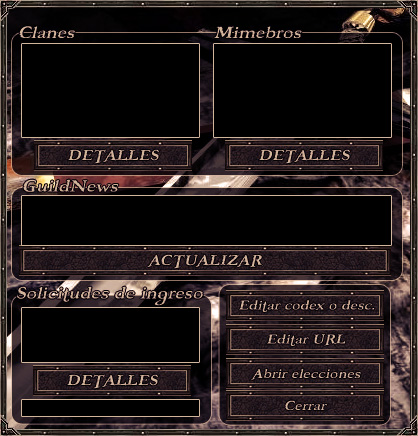 Clanes
Mimebros
DETALLES
DETALLES
GuildNews
ACTUALIZAR
Solicitudes de ingreso
DETALLES
Editar codex o desc.
Editar URL
Abrir elecciones
Cerrar